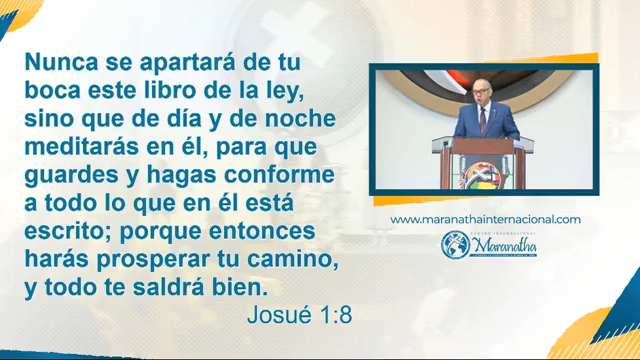 Nunca se apartará de tu
boca este libro de la ley,
sino que de día y de noche
meditarás en él, para que
guardes y hagas conforme
a todo lo que en él está
escrito; porque entonces
harás prosperar tu camino,
y todo te saldrá bien.
Josué 1:8
www.maranathainternacional.com
CENTRO INTERNACIONAL
Maranatha